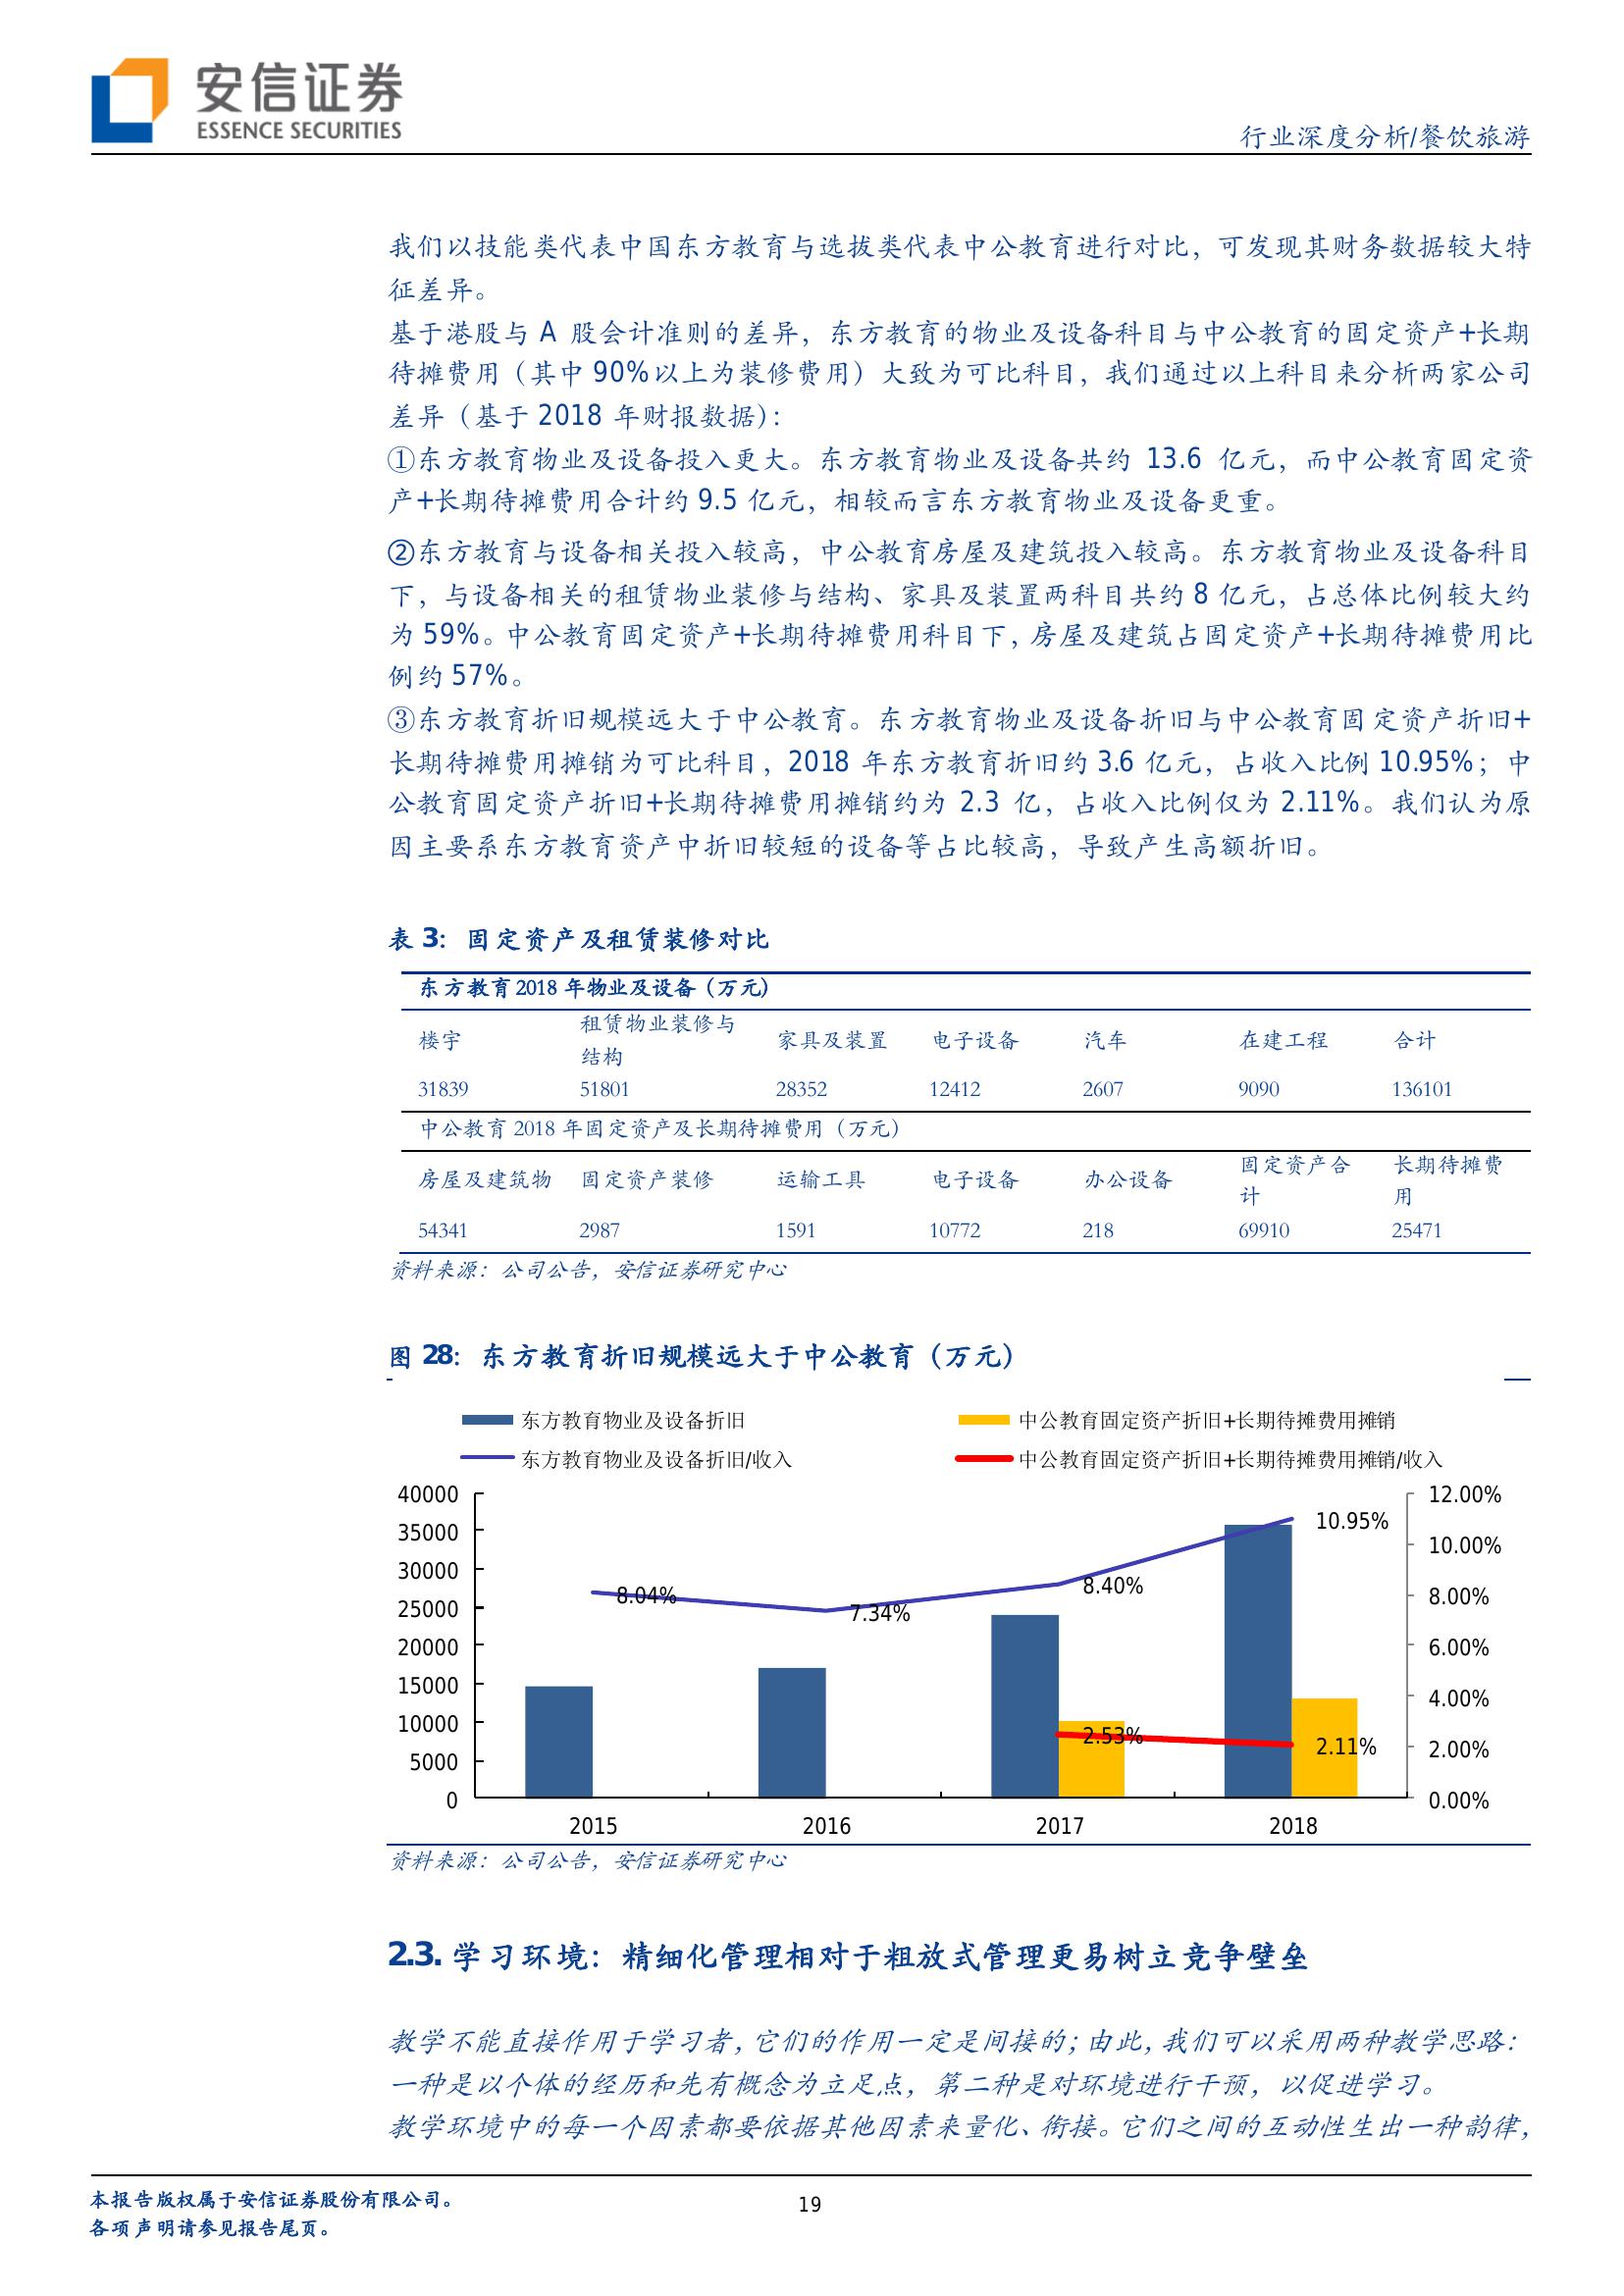 安信证券
ESSENCE SECURITIES
行业深度分析/餐饮旅游
我们以技能类代表中国东方教育与选拔类代表中公教育进行对比，可发现其财务数据较大特
征差异。
基于港股与 A 股会计准则的差异，东方教育的物业及设备科目与中公教育的固定资产+长期
待摊费用（其中 90%以上为装修费用）大致为可比科目，我们通过以上科目来分析两家公司
差异（基于 2018 年财报数据）：
①东方教育物业及设备投入更大。东方教育物业及设备共约 13.6 亿元，而中公教育固定资
产+长期待摊费用合计约 9.5 亿元，相较而言东方教育物业及设备更重。
②东方教育与设备相关投入较高，中公教育房屋及建筑投入较高。东方教育物业及设备科目
下，与设备相关的租赁物业装修与结构、家具及装置两科目共约 8 亿元，占总体比例较大约
为 59%。中公教育固定资产+长期待摊费用科目下，房屋及建筑占固定资产+长期待摊费用比
例约 57%。
③东方教育折旧规模远大于中公教育。东方教育物业及设备折旧与中公教育固定资产折旧+
长期待摊费用摊销为可比科目，2018 年东方教育折旧约 3.6 亿元，占收入比例 10.95%；中
公教育固定资产折旧+长期待摊费用摊销约为 2.3 亿，占收入比例仅为 2.11%。我们认为原
因主要系东方教育资产中折旧较短的设备等占比较高，导致产生高额折旧。
表 3：固定资产及租赁装修对比
东方教育 2018 年物业及设备（万元）
楼宇 租赁物业装修与结构 家具及装置 电子设备 汽车 在建工程 合计
31839 51801 28352 12412 2607 9090 136101
中公教育 2018 年固定资产及长期待摊费用（万元）
房屋及建筑物 固定资产装修 运输工具 电子设备 办公设备 固定资产合计 长期待摊费用
54341 2987 1591 10772 218 69910 25471
资料来源：公司公告，安信证券研究中心
图 28：东方教育折旧规模远大于中公教育（万元）
东方教育物业及设备折旧 中公教育固定资产折旧+长期待摊费用摊销
东方教育物业及设备折旧/收入 中公教育固定资产折旧+长期待摊费用摊销/收入
40000 12.00%
35000 10.95%
30000 10.00%
25000 8.04% 7.34% 8.40% 8.00%
20000 6.00%
15000 4.00%
10000 2.53% 2.11%
5000 2.00%
0 0.00%
2015 2016 2017 2018
资料来源：公司公告，安信证券研究中心
2.3. 学习环境：精细化管理相对于粗放式管理更易树立竞争壁垒
教学不能直接作用于学习者，它们的作用一定是间接的；由此，我们可以采用两种教学思路：
一种是以个体的经历和先有概念为立足点，第二种是对环境进行干预，以促进学习。
教学环境中的每一个因素都要依据其他因素来量化、衔接。它们之间的互动性生出一种韵律，
本报告版权属于安信证券股份有限公司。
各项声明请参见报告尾页。
19